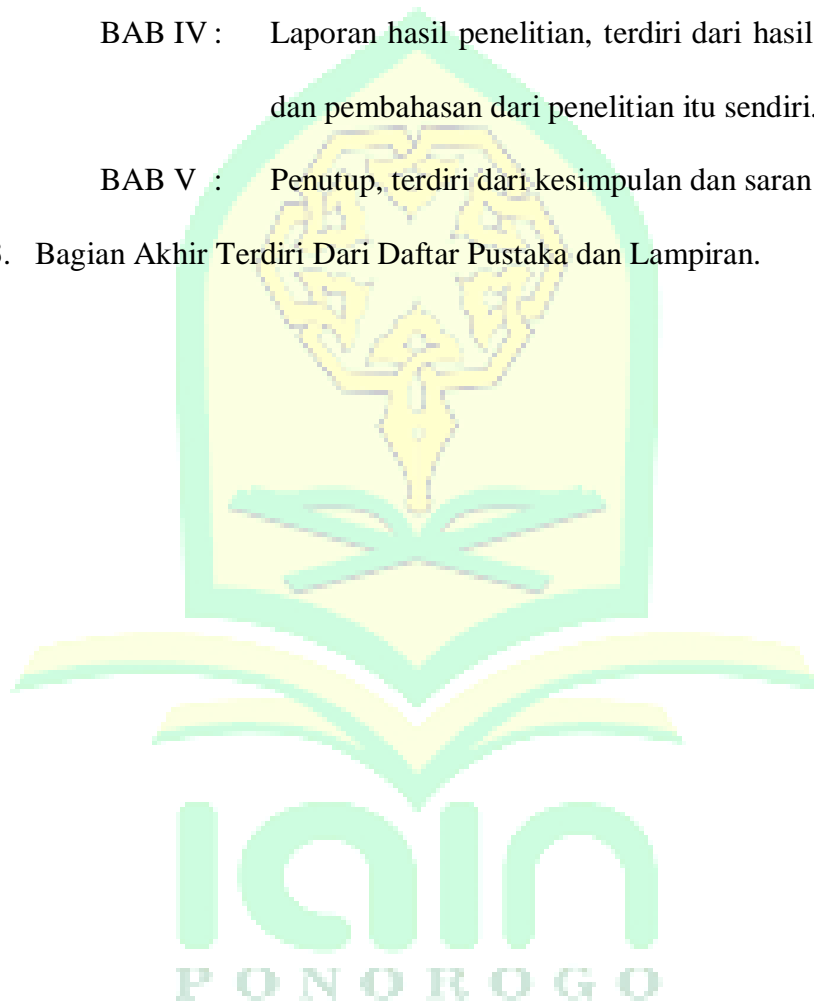 BAB IV : Laporan hasil penelitian, terdiri dari hasil
dan pembahasan dari penelitian itu sendiri.
BAB V : Penutup, terdiri dari kesimpulan dan saran
. Bagian Akhir Terdiri Dari Daftar Pustaka dan Lampiran.
iain
PONOROGO